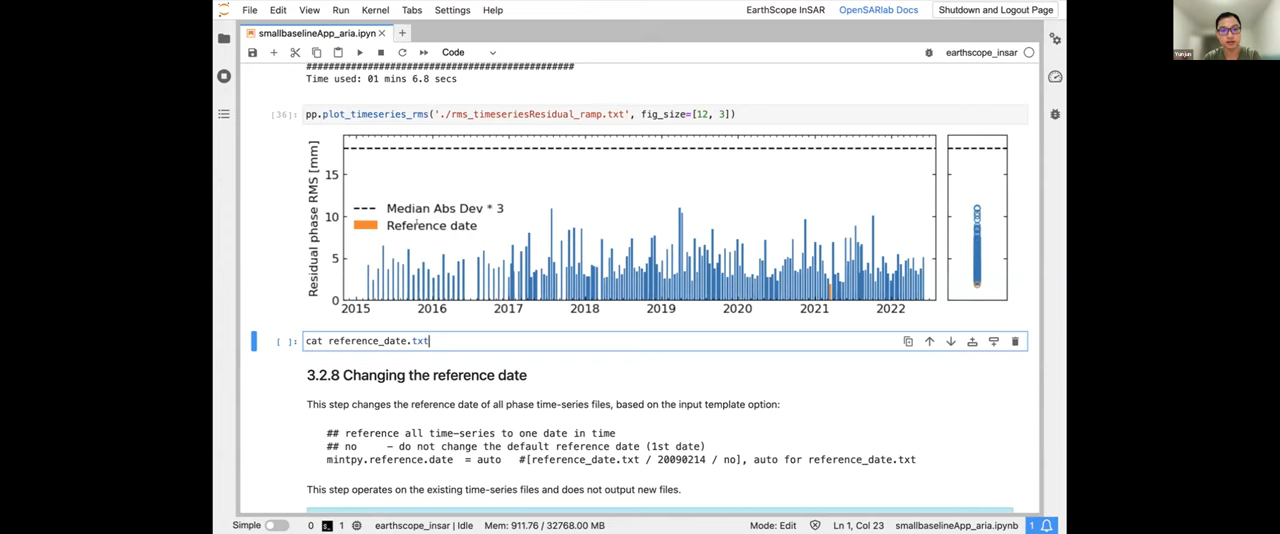 File Edit View Run Kernel Tabs Settings Help EarthScope InSAR OpenSARlab Docs Shutdown and Logout Page
smallbaselineApp_aria.ipyn
Code earthscope_insar
################################################
Time used: 01 mins 6.8 secs
[36]: pp.plot_timeseries_rms('./rms_timeseriesResidual_ramp.txt', fig_size=[12, 3])
Residual phase RMS [mm]
15
10
5
0
Median Abs Dev * 3
Reference date
2015 2016 2017 2018 2019 2020 2021 2022
[ ]: cat reference_date.txt
3.2.8 Changing the reference date
This step changes the reference date of all phase time-series files, based on the input template option:
## reference all time-series to one date in time
## no - do not change the default reference date (1st date)
mintpy.reference.date = auto #[reference_date.txt / 20090214 / no], auto for reference_date.txt
This step operates on the existing time-series files and does not output new files.
Simple 0 1 earthscope_insar | Idle Mem: 911.76 / 32768.00 MB Mode: Edit Ln 1, Col 23 smallbaselineApp_aria.ipynb 1
Yunjun